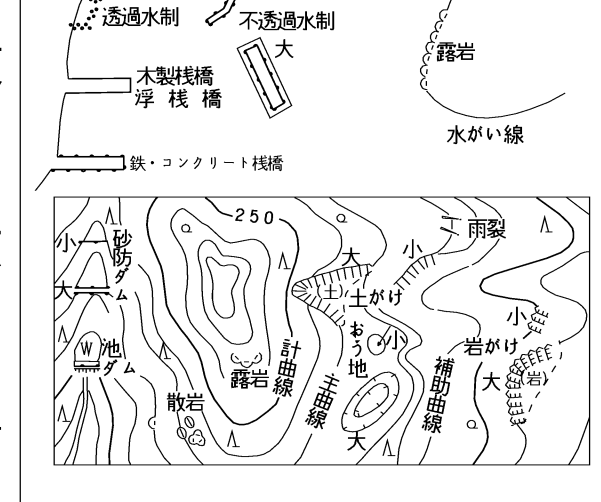 透過水制
不透過水制
大
木製桟橋
浮桟橋
露岩
水がい線
鉄・コンクリート桟橋
250
小
砂防ダム
大
W
池
ダム
露岩
散岩
計曲線
主曲線
大
(土)
土がけ
小
雨裂
おう地
小
大
補助曲線
小
岩がけ
大
(岩)